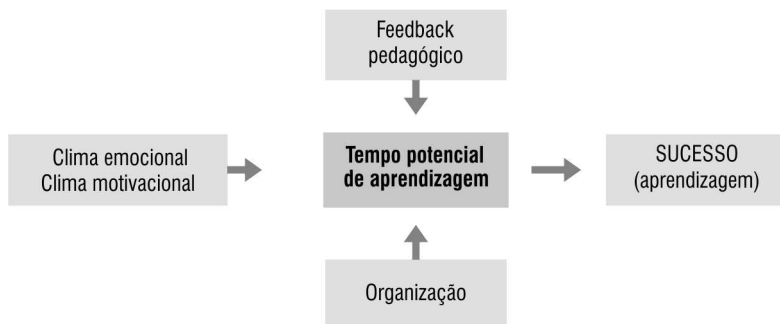 Feedback
pedagógico
Clima emocional
Clima motivacional
Tempo potencial
de aprendizagem
SUCESSO
(aprendizagem)
Organização